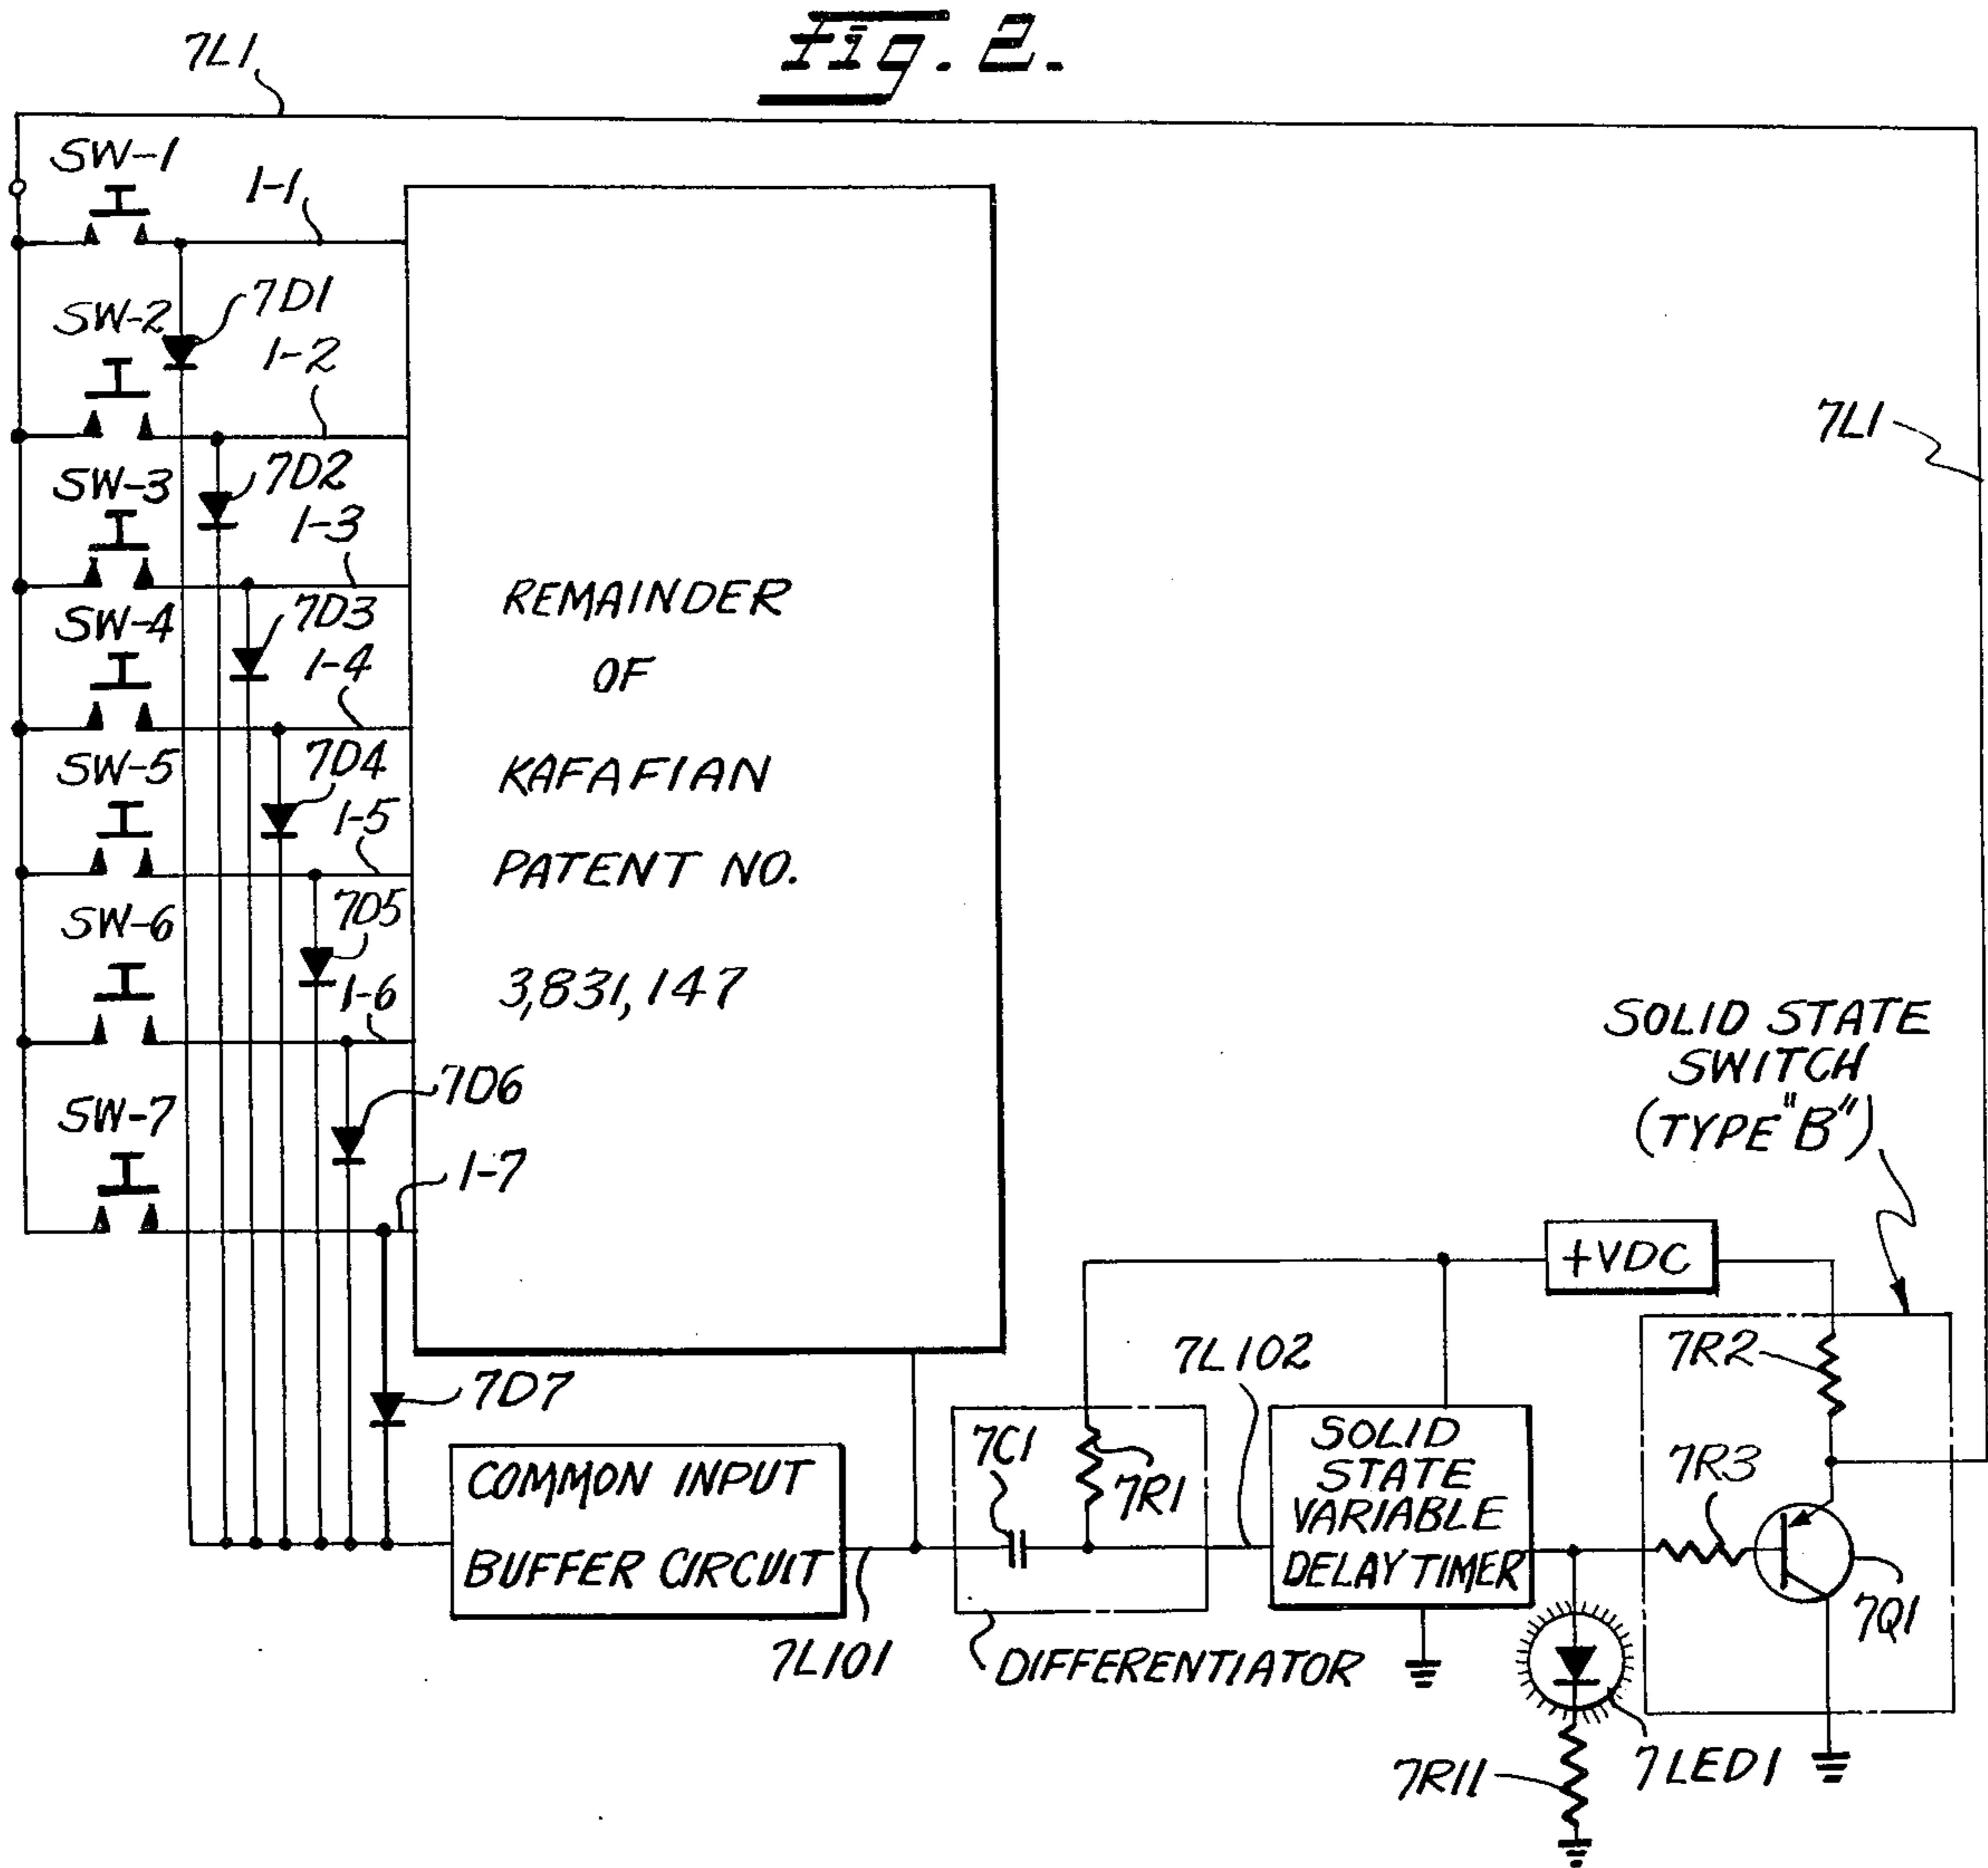 Fig. 2.
7L1
SW-1
1-1
SW-2
7D1
1-2
7L1
SW-3
7D2
1-3
SW-4
7D3
1-4
SW-5
7D4
1-5
SW-6
7D5
1-6
SW-7
7D6
1-7
7D7
REMAINDER
OF
KAFAFIAN
PATENT NO.
3,831,147
SOLID STATE
SWITCH
(TYPE "B")
+VDC
7R2
7L102
7C1
7R1
SOLID
STATE
VARIABLE
DELAY TIMER
7R3
7Q1
COMMON INPUT
BUFFER CIRCUIT
7L101
DIFFERENTIATOR
7LED1
7R11